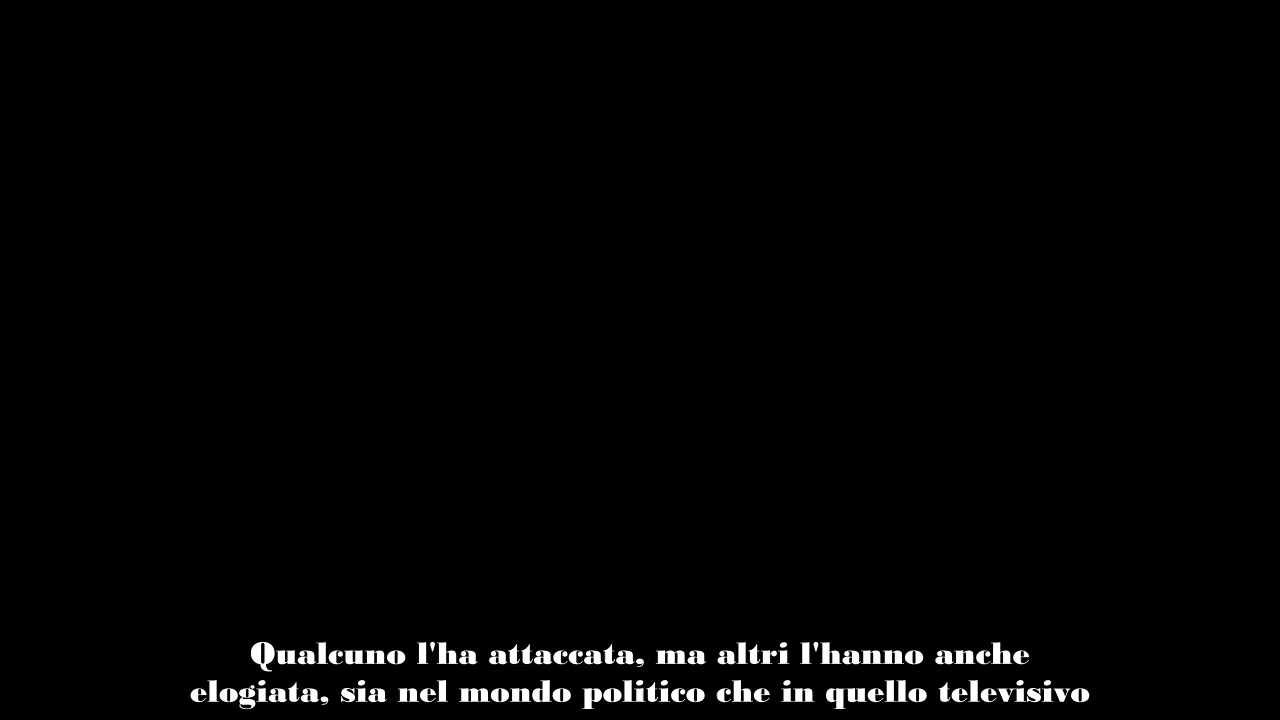 Qualcuno l'ha attaccata, ma altri l'hanno anche
elogiata, sia nel mondo politico che in quello televisivo